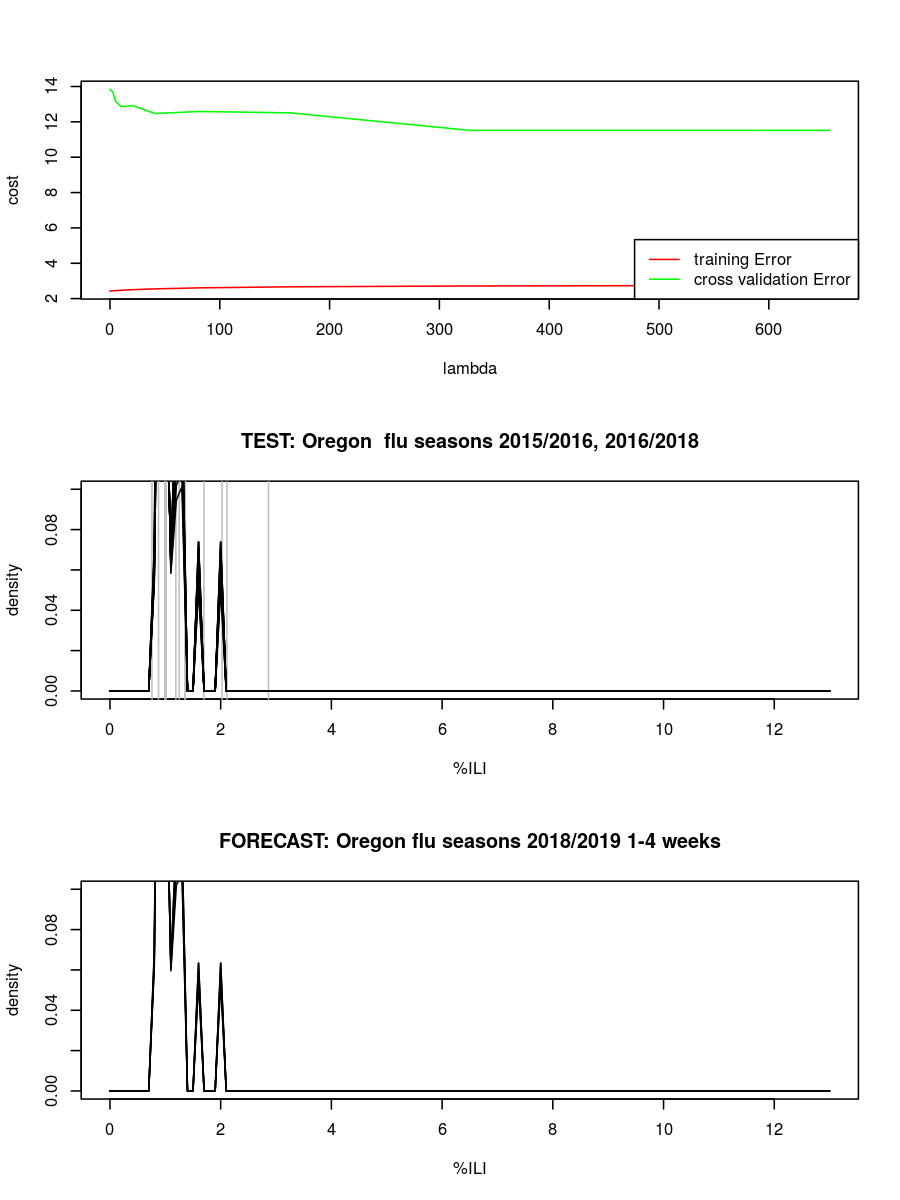 14
12
10
8
6
4
2
cost
training Error
cross validation Error
0 100 200 300 400 500 600
lambda
TEST: Oregon  flu seasons 2015/2016, 2016/2018
0.08
0.04
0.00
density
0 2 4 6 8 10 12
%ILI
FORECAST: Oregon flu seasons 2018/2019 1-4 weeks
0.08
0.04
0.00
density
0 2 4 6 8 10 12
%ILI